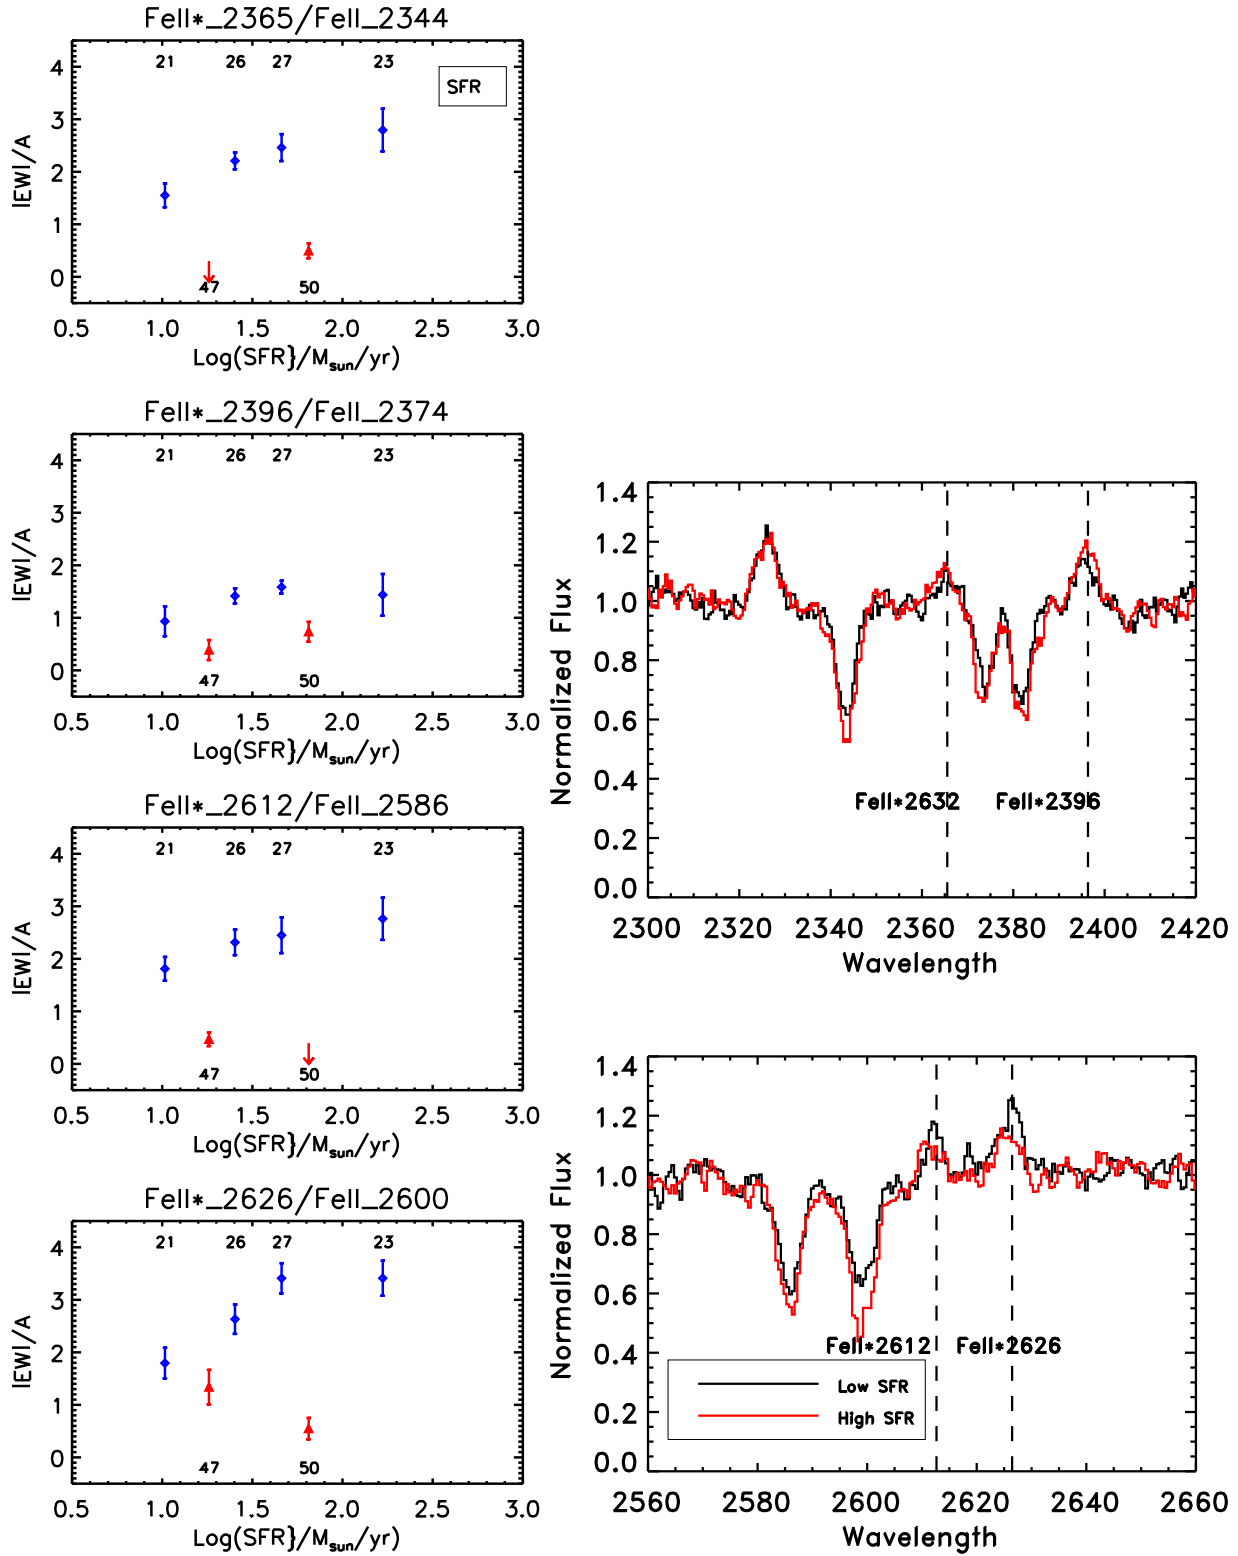 FeII*_2365/FeII_2344
21 26 27 23
SFR
4
3
2
1
0
|EW|/A
47 50
0.5 1.0 1.5 2.0 2.5 3.0
Log(SFR}/M_sun/yr)
FeII*_2396/FeII_2374
21 26 27 23
4
3
2
1
0
|EW|/A
47 50
0.5 1.0 1.5 2.0 2.5 3.0
Log(SFR}/M_sun/yr)
FeII*_2612/FeII_2586
21 26 27 23
4
3
2
1
0
|EW|/A
47 50
0.5 1.0 1.5 2.0 2.5 3.0
Log(SFR}/M_sun/yr)
FeII*_2626/FeII_2600
21 26 27 23
4
3
2
1
0
|EW|/A
47 50
0.5 1.0 1.5 2.0 2.5 3.0
Log(SFR}/M_sun/yr)
1.4
1.2
1.0
0.8
0.6
0.4
0.2
0.0
Normalized Flux
FeII*2632 FeII*2396
2300 2320 2340 2360 2380 2400 2420
Wavelength
1.4
1.2
1.0
0.8
0.6
0.4
0.2
0.0
Normalized Flux
FeII*2612 FeII*2626
Low SFR
High SFR
2560 2580 2600 2620 2640 2660
Wavelength